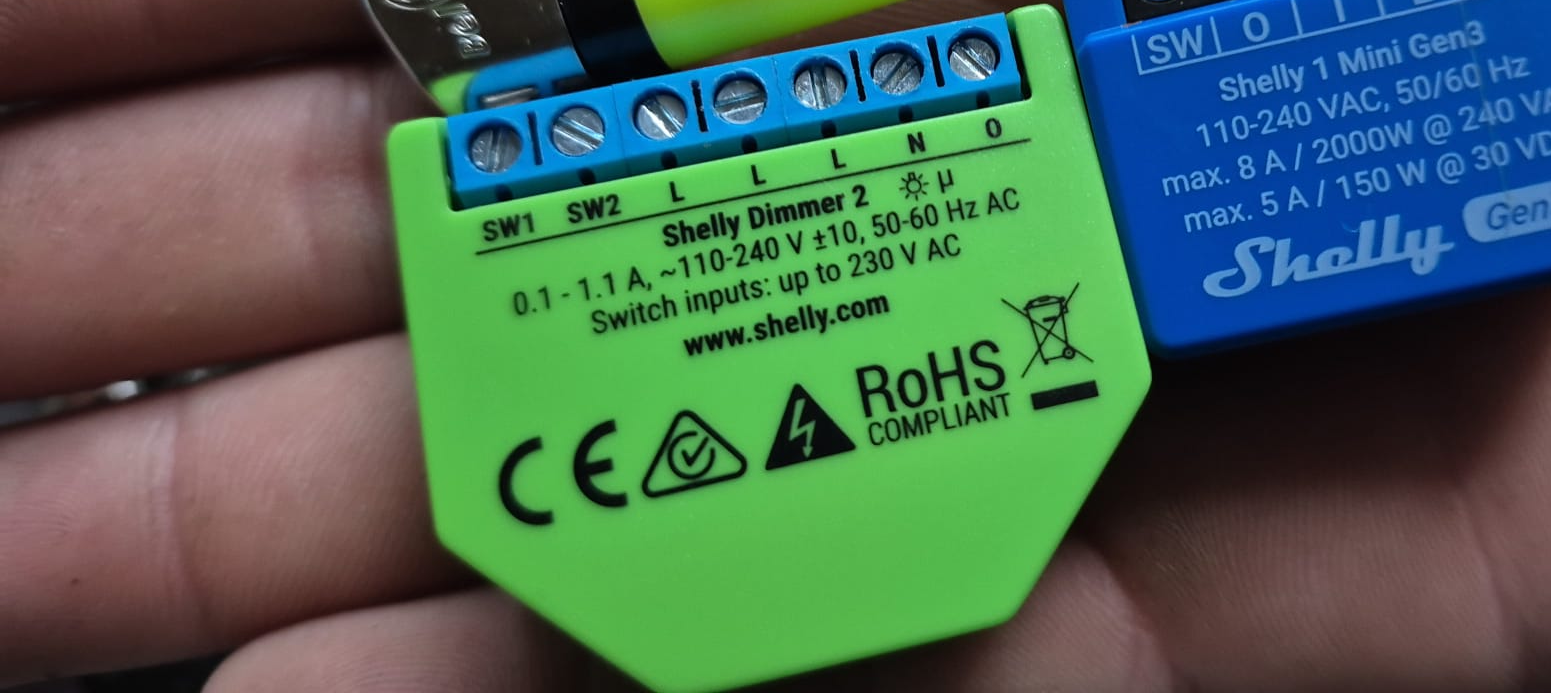 SW1 SW2 L L L N O
Shelly Dimmer 2 µ
0.1 - 1.1 A, ~110-240 V ±10, 50-60 Hz AC
Switch inputs: up to 230 V AC
www.shelly.com
CE
RoHS
COMPLIANT
SW O
Shelly 1 Mini Gen3
110-240 VAC, 50/60 Hz
max. 8 A / 2000W @ 240 VA
max. 5 A / 150 W @ 30 VD
Shelly Gen